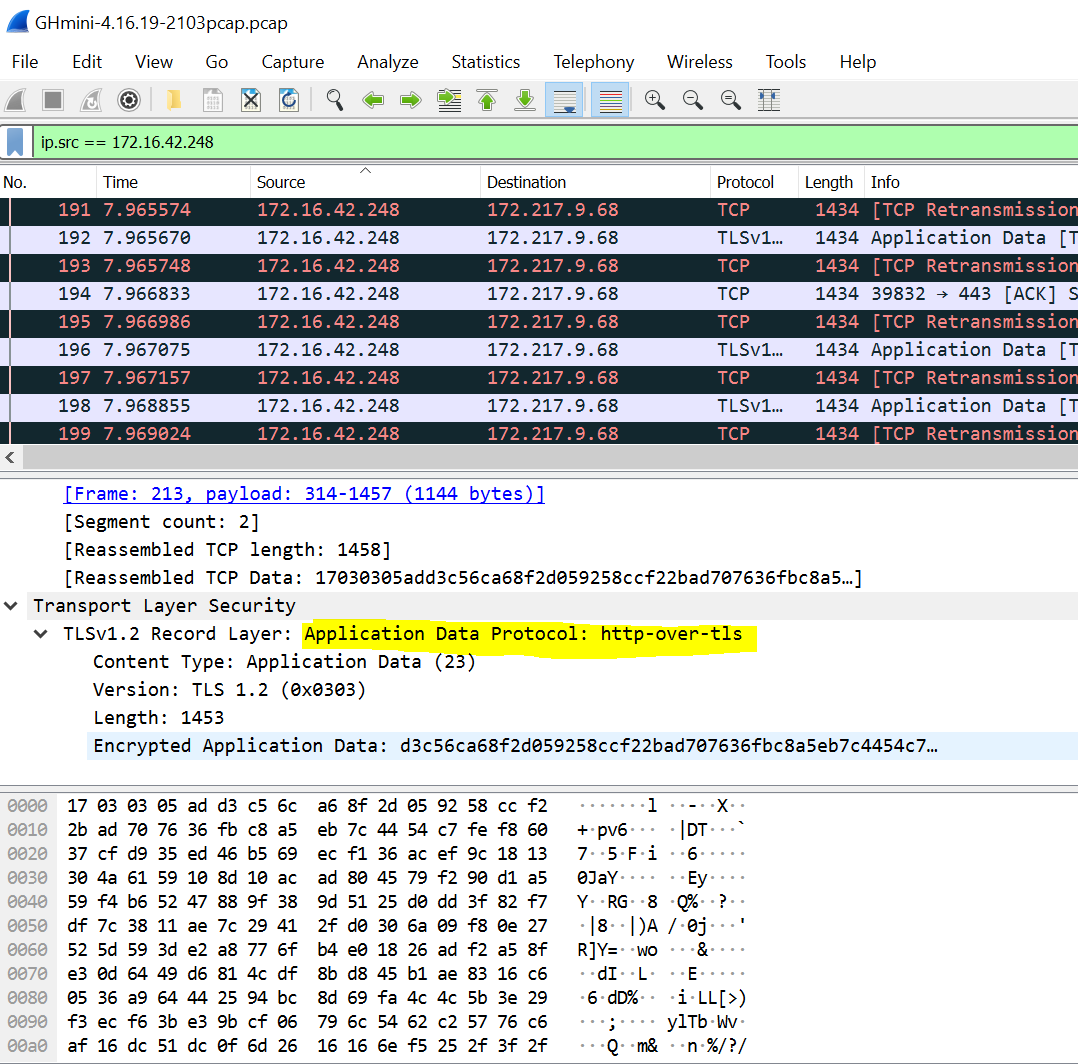 GHmini-4.16.19-2103pcap.pcap
File Edit View Go Capture Analyze Statistics Telephony Wireless Tools Help
ip.src == 172.16.42.248
No. Time Source Destination Protocol Length Info
191 7.965574 172.16.42.248 172.217.9.68 TCP 1434 [TCP Retransmission
192 7.965670 172.16.42.248 172.217.9.68 TLSv1… 1434 Application Data [T
193 7.965748 172.16.42.248 172.217.9.68 TCP 1434 [TCP Retransmission
194 7.966833 172.16.42.248 172.217.9.68 TCP 1434 39832 → 443 [ACK] S
195 7.966986 172.16.42.248 172.217.9.68 TCP 1434 [TCP Retransmission
196 7.967075 172.16.42.248 172.217.9.68 TLSv1… 1434 Application Data [T
197 7.967157 172.16.42.248 172.217.9.68 TCP 1434 [TCP Retransmission
198 7.968855 172.16.42.248 172.217.9.68 TLSv1… 1434 Application Data [T
199 7.969024 172.16.42.248 172.217.9.68 TCP 1434 [TCP Retransmission
[Frame: 213, payload: 314-1457 (1144 bytes)]
[Segment count: 2]
[Reassembled TCP length: 1458]
[Reassembled TCP Data: 17030305add3c56ca68f2d059258ccf22bad707636fbc8a5…]
Transport Layer Security
TLSv1.2 Record Layer: Application Data Protocol: http-over-tls
Content Type: Application Data (23)
Version: TLS 1.2 (0x0303)
Length: 1453
Encrypted Application Data: d3c56ca68f2d059258ccf22bad707636fbc8a5eb7c4454c7…
0000 17 03 03 05 ad d3 c5 6c a6 8f 2d 05 92 58 cc f2 ·······l ··-··X··
0010 2b ad 70 76 36 fb c8 a5 eb 7c 44 54 c7 fe f8 60 +·pv6··· ·|DT···`
0020 37 cf d9 35 ed 46 b5 69 ec f1 36 ac ef 9c 18 13 7··5·F·i ··6·····
0030 30 4a 61 59 10 8d 10 ac ad 80 45 79 f2 90 d1 a5 0JaY···· ··Ey····
0040 59 f4 b6 52 47 88 9f 38 9d 51 25 d0 dd 3f 82 f7 Y··RG··8 ·Q%··?··
0050 df 7c 38 11 ae 7c 29 41 2f d0 30 6a 09 f8 0e 27 ·|8··|)A /·0j···'
0060 52 5d 59 3d e2 a8 77 6f b4 e0 18 26 ad f2 a5 8f R]Y=··wo ···&····
0070 e3 0d 64 49 d6 81 4c df 8b d8 45 b1 ae 83 16 c6 ··dI··L· ··E·····
0080 05 36 a9 64 44 25 94 bc 8d 69 fa 4c 4c 5b 3e 29 ·6·dD%·· ·i·LL[>)
0090 f3 ec f6 3b e3 9b cf 06 79 6c 54 62 c2 57 76 c6 ···;···· ylTb·Wv·
00a0 af 16 dc 51 dc 0f 6d 26 16 16 6e f5 25 2f 3f 2f ···Q··m& ··n·%/?/